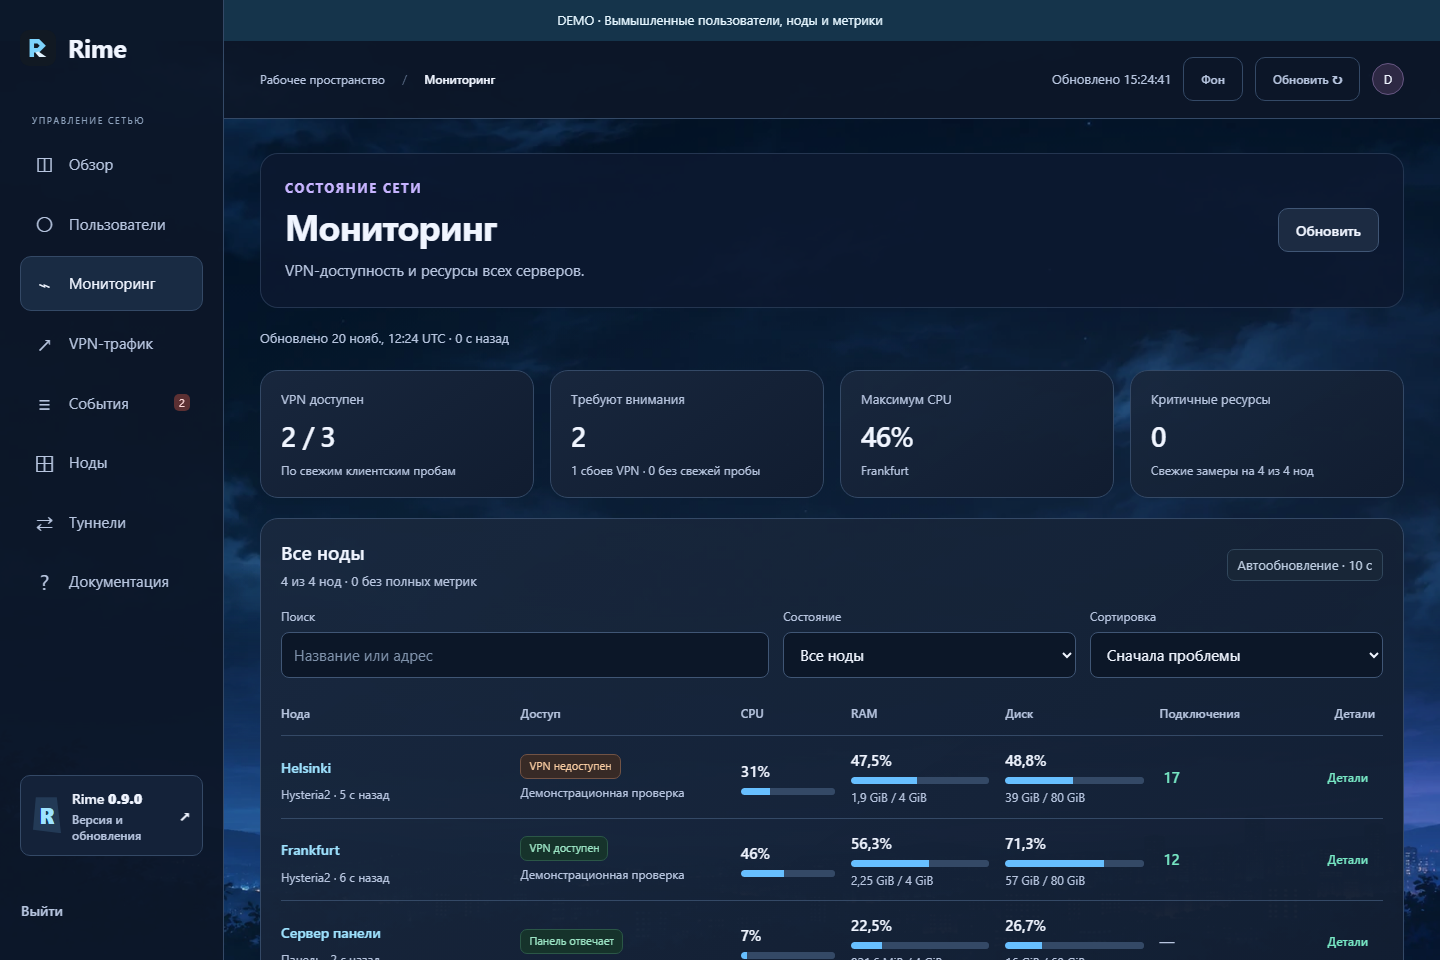 DEMO · Вымышленные пользователи, ноды и метрики
R Rime
УПРАВЛЕНИЕ СЕТЬЮ
Обзор
Пользователи
Мониторинг
VPN-трафик
События 2
Ноды
Туннели
? Документация
R Rime 0.9.0
Версия и
обновления
Выйти
Рабочее пространство / Мониторинг
Обновлено 15:24:41
Фон
Обновить ↻
D
СОСТОЯНИЕ СЕТИ
Мониторинг
VPN-доступность и ресурсы всех серверов.
Обновить
Обновлено 20 нояб., 12:24 UTC · 0 с назад
VPN доступен
2 / 3
По свежим клиентским пробам
Требуют внимания
2
1 сбоев VPN · 0 без свежей пробы
Максимум CPU
46%
Frankfurt
Критичные ресурсы
0
Свежие замеры на 4 из 4 нод
Все ноды
4 из 4 нод · 0 без полных метрик
Автообновление · 10 с
Поиск
Название или адрес
Состояние
Все ноды
Сортировка
Сначала проблемы
Нода Доступ CPU RAM Диск Подключения Детали
Helsinki
Hysteria2 · 5 с назад
VPN недоступен
Демонстрационная проверка
31%
47,5%
1,9 GiB / 4 GiB
48,8%
39 GiB / 80 GiB
17
Детали
Frankfurt
Hysteria2 · 6 с назад
VPN доступен
Демонстрационная проверка
46%
56,3%
2,25 GiB / 4 GiB
71,3%
57 GiB / 80 GiB
12
Детали
Сервер панели
Панель · 2 с назад
Панель отвечает
7%
22,5%
26,7%
—
Детали